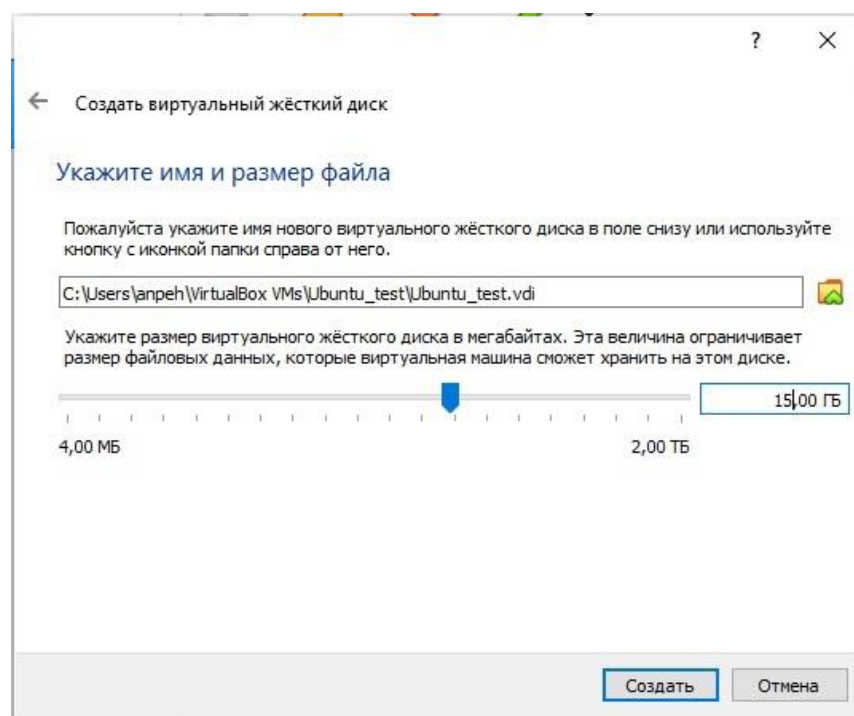 ?
Создать виртуальный жёсткий диск
Укажите имя и размер файла
Пожалуйста укажите имя нового виртуального жёсткого диска в поле снизу или используйте
кнопку с иконкой папки справа от него.
C:\Users\anpeh\VirtualBox VMs\Ubuntu_test\Ubuntu_test.vdi
Укажите размер виртуального жёсткого диска в мегабайтах. Эта величина ограничивает
размер файловых данных, которые виртуальная машина сможет хранить на этом диске.
15,00 ГБ
4,00 МБ 2,00 ТБ
Создать Отмена